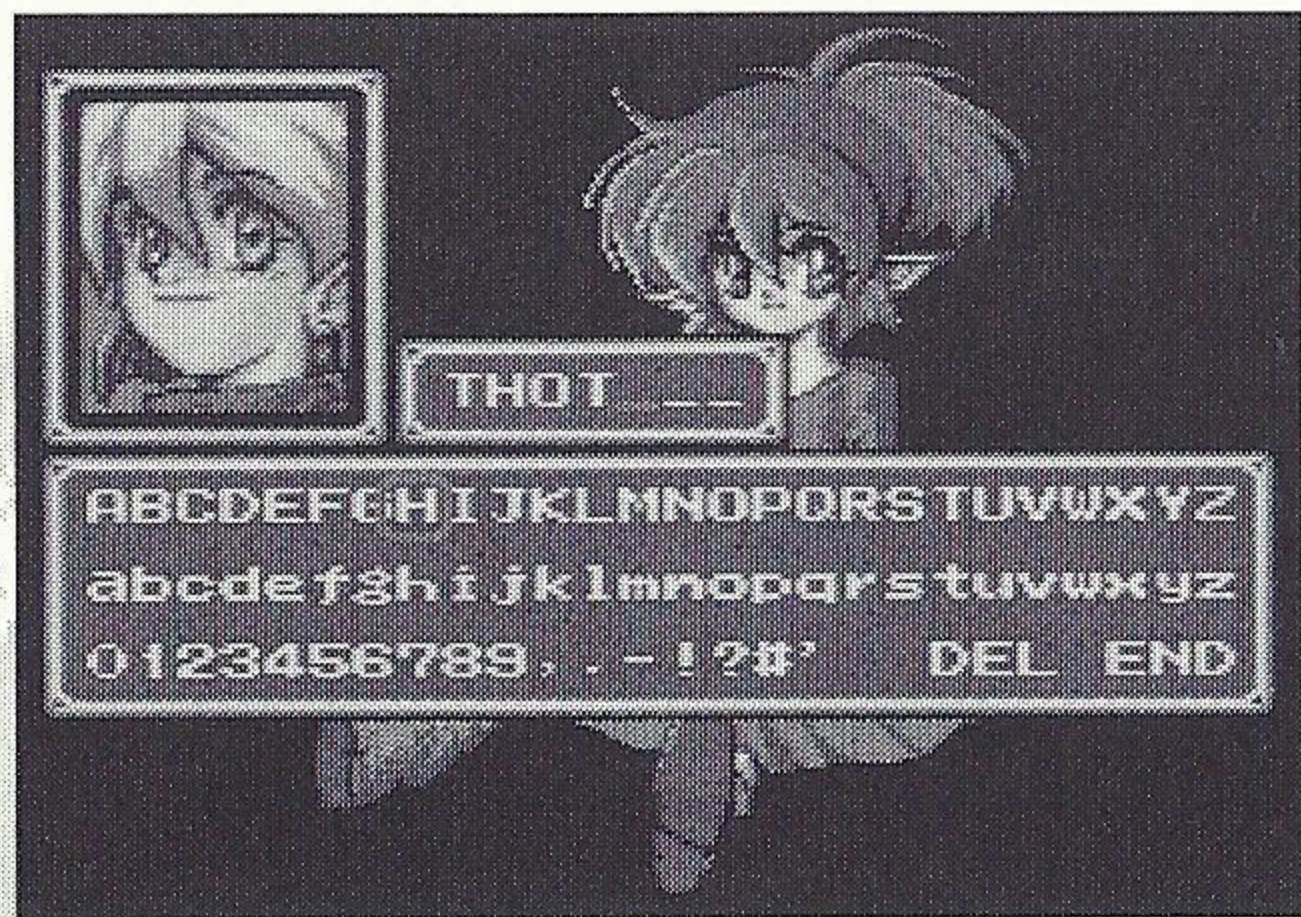 THOT _ _ _
ABCDEFGHIJKLMNOPQRSTUVWXYZ
abcdefghijklmnopqrstuvwxyz
0123456789,.-!?#' DEL END